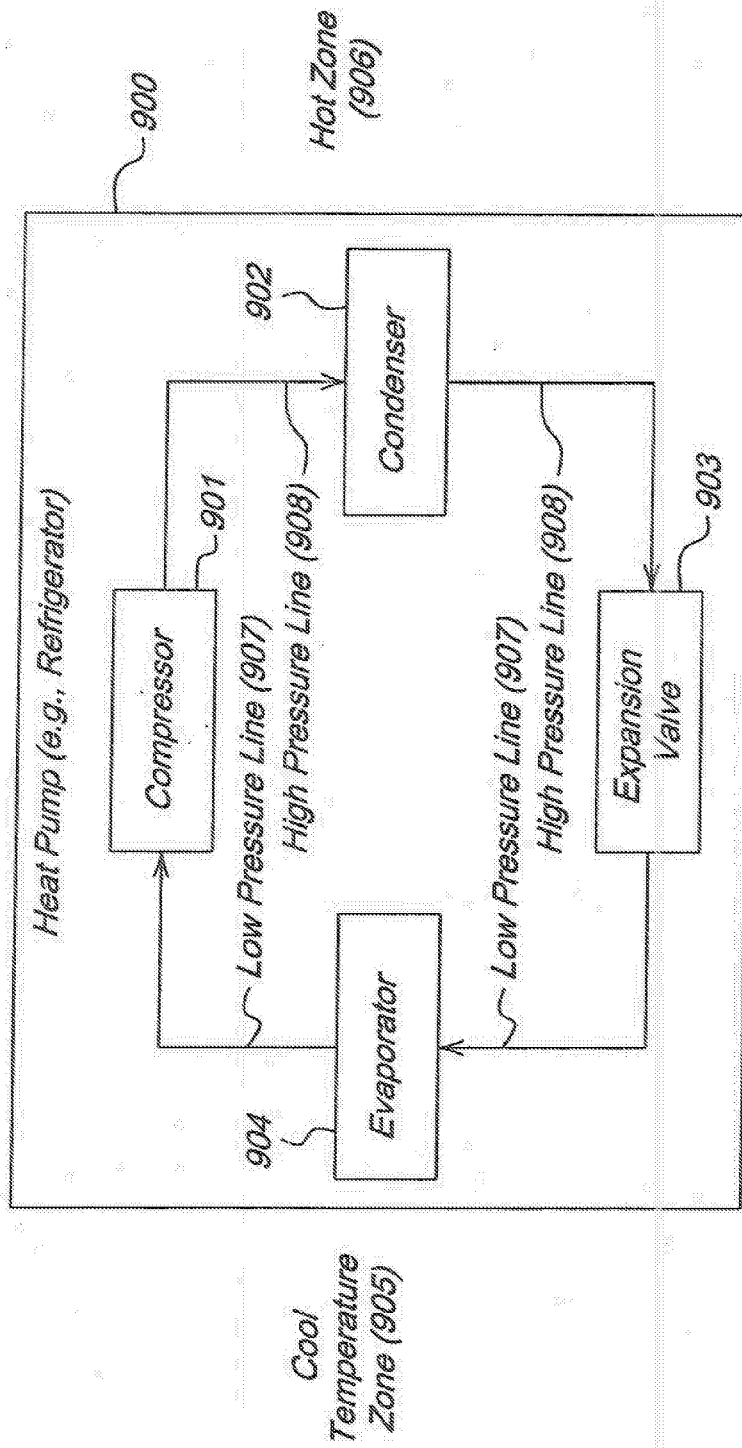 Heat Pump (e.g., Refrigerator)
900
Compressor
901
902
Condenser
Low Pressure Line (907)
High Pressure Line (908)
904
Evaporator
Cool
Temperature
Zone (905)
Hot Zone
(906)
Low Pressure Line (907)
High Pressure Line (908)
Expansion
Valve
903